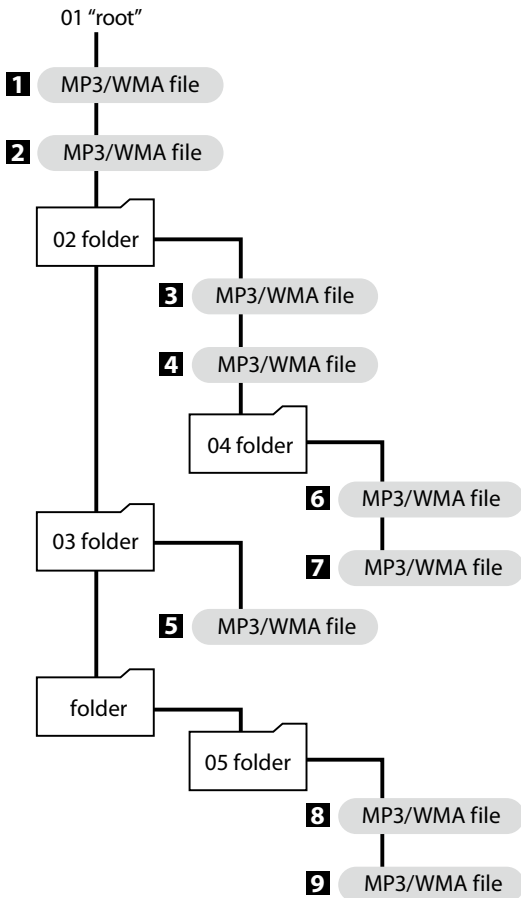 01 “root”
1 MP3/WMA file
2 MP3/WMA file
02 folder
3 MP3/WMA file
4 MP3/WMA file
04 folder
6 MP3/WMA file
03 folder
7 MP3/WMA file
5 MP3/WMA file
folder
05 folder
8 MP3/WMA file
9 MP3/WMA file